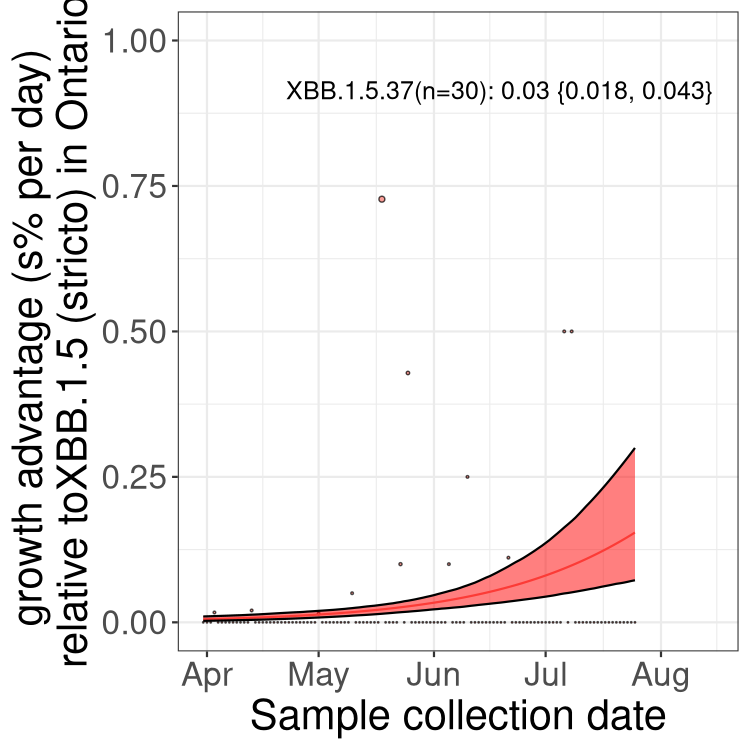 growth advantage (s% per day)
relative toXBB.1.5 (stricto) in Ontario
1.00
0.75
0.50
0.25
0.00
XBB.1.5.37(n=30): 0.03 {0.018, 0.043}
Apr May Jun Jul Aug
Sample collection date